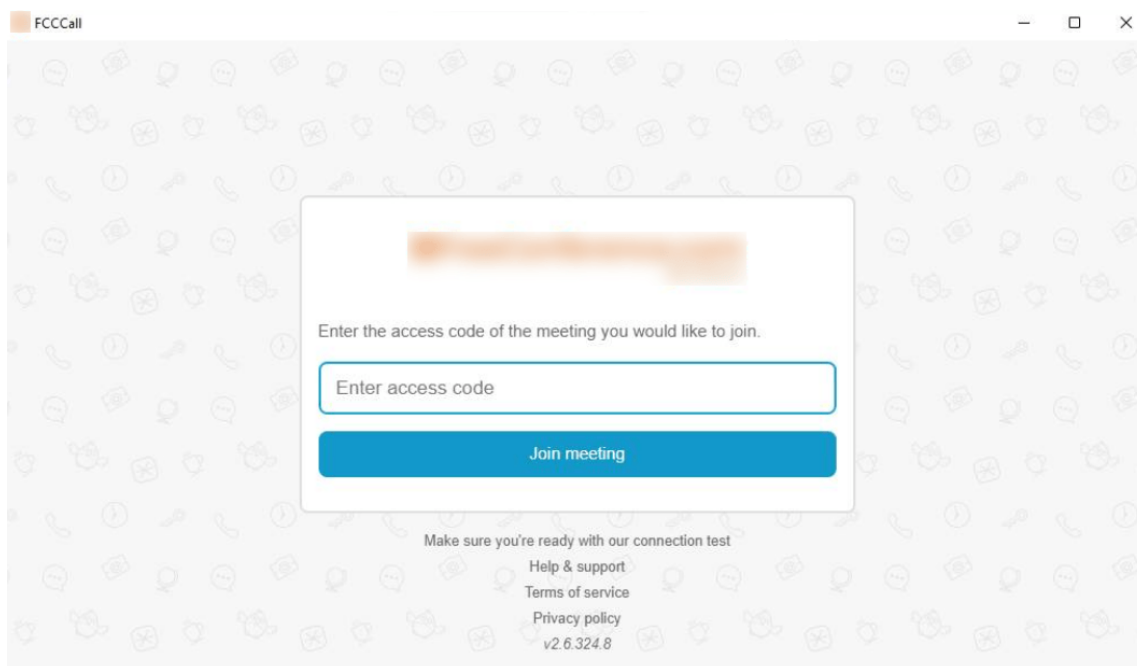 FCCCall
Enter the access code of the meeting you would like to join.
Enter access code
Join meeting
Make sure you're ready with our connection test
Help & support
Terms of service
Privacy policy
v2.6.324.8